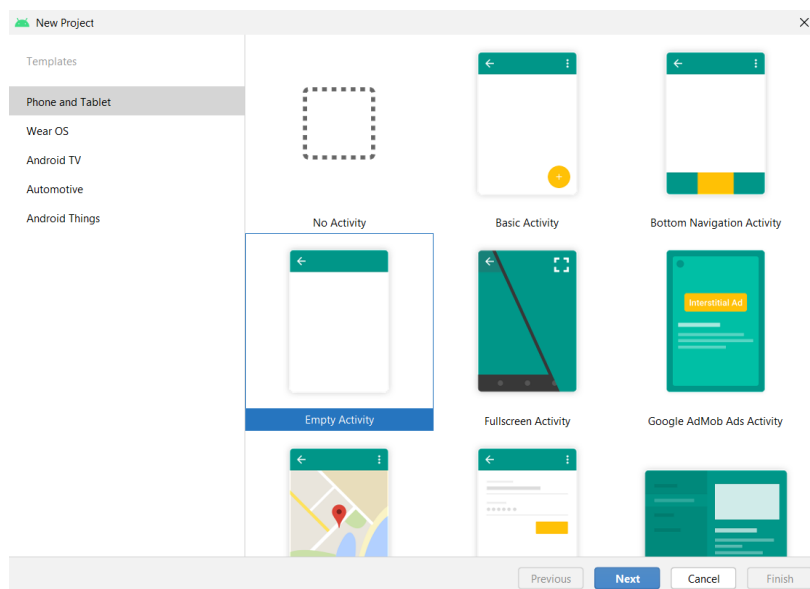 New Project
Templates
Phone and Tablet
Wear OS
Android TV
Automotive
Android Things
No Activity
Basic Activity
Bottom Navigation Activity
Interstitial Ad
Empty Activity
Fullscreen Activity
Google AdMob Ads Activity
Previous
Next
Cancel
Finish